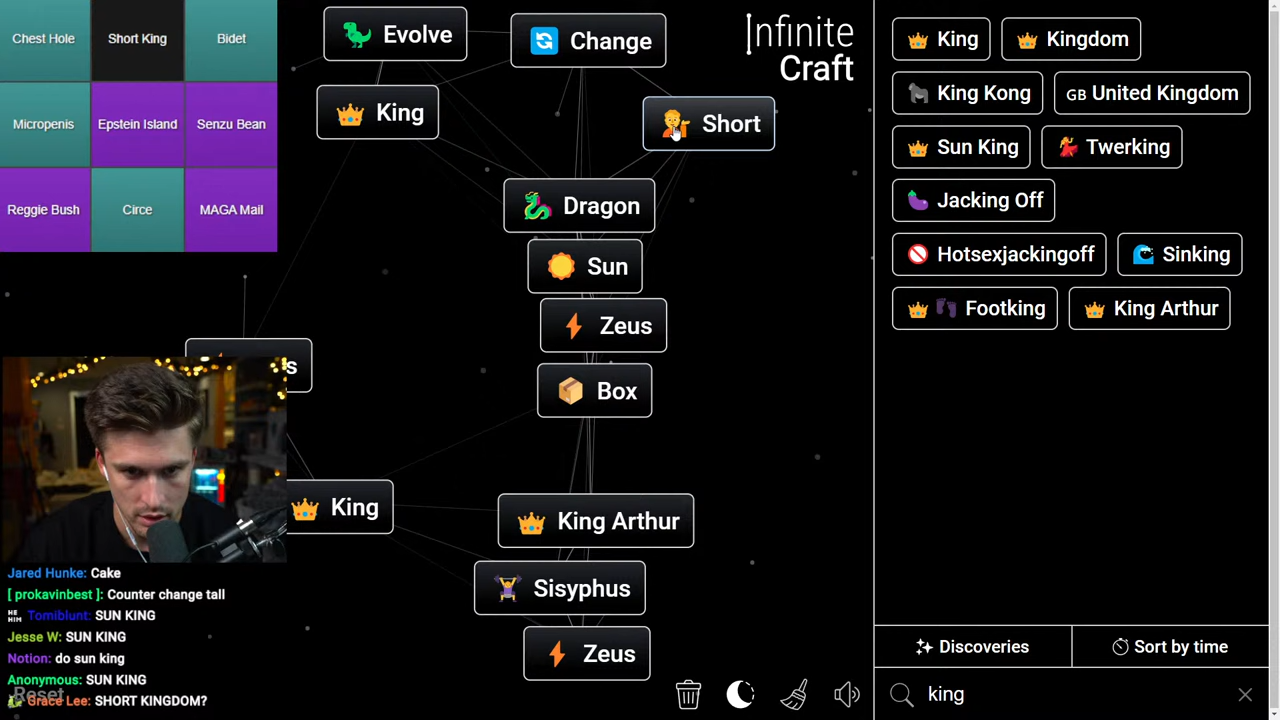 Chest Hole
Short King
Bidet
Micropenis
Epstein Island
Senzu Bean
Reggie Bush
Circe
MAGA Mail
Evolve
Change
Infinite
Craft
King
Short
Dragon
Sun
Zeus
Box
s
King
King Arthur
Sisyphus
Zeus
King
Kingdom
King Kong
GB United Kingdom
Sun King
Twerking
Jacking Off
Hotsexjackingoff
Sinking
Footking
King Arthur
Discoveries
Sort by time
king
Jared Hunke: Cake
[ prokavinbest ]: Counter change tall
HE HIM Tomiblunt: SUN KING
Jesse W: SUN KING
Notion: do sun king
Anonymous: SUN KING
Grace Lee: SHORT KINGDOM?
Reset